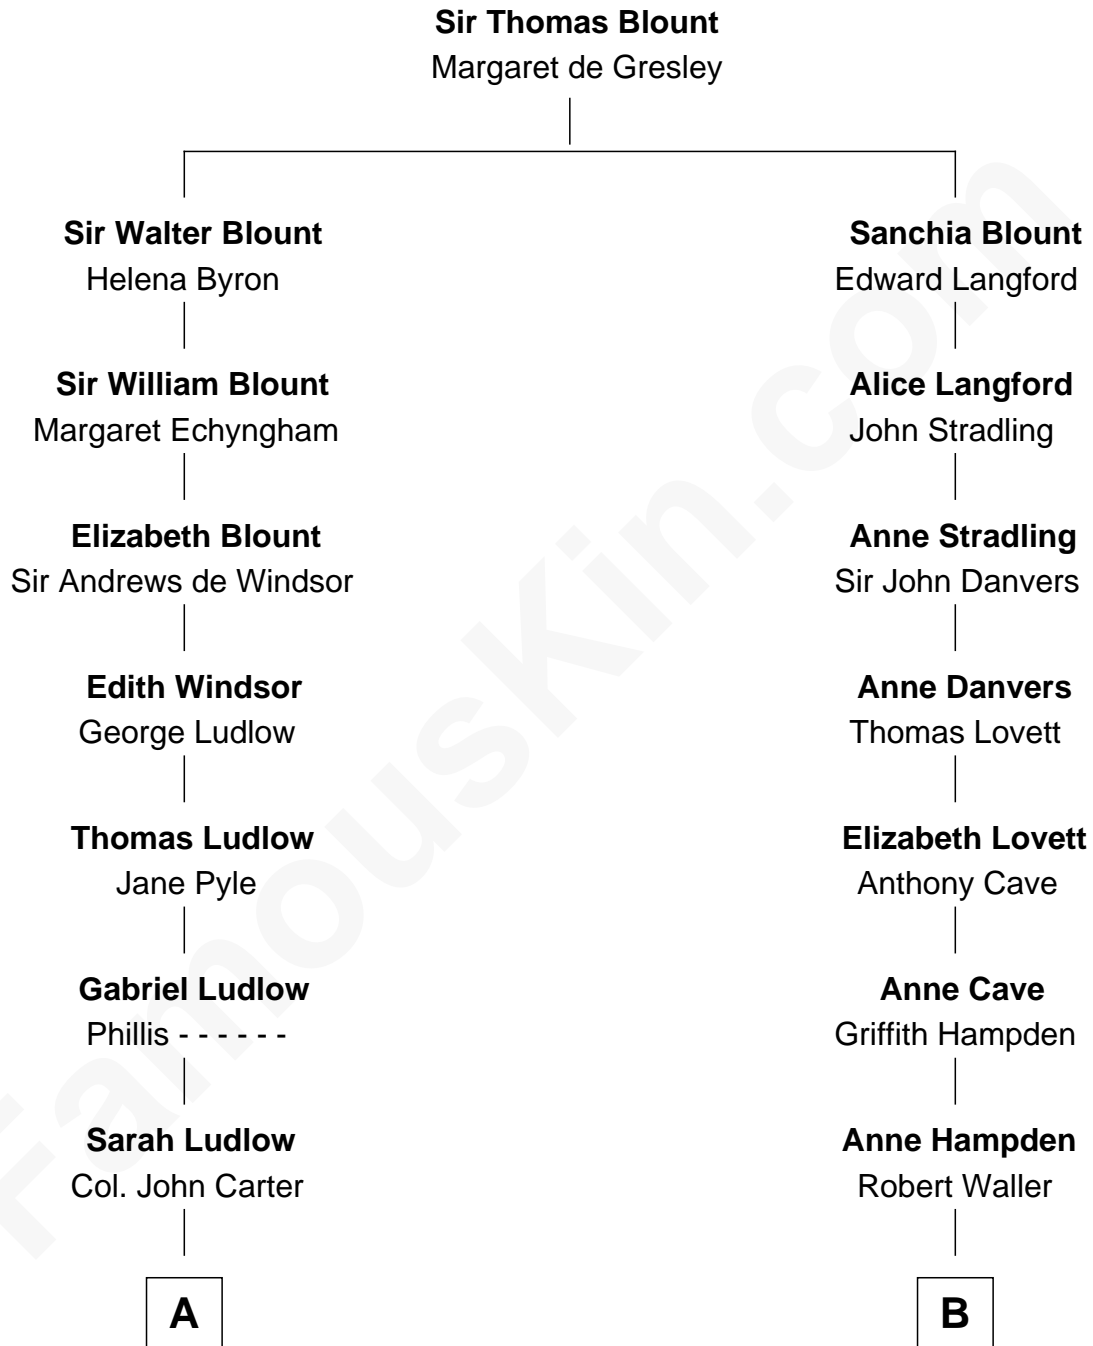 Sir Thomas Blount
Margaret de Gresley
Sir Walter Blount
Helena Byron
Sanchia Blount
Edward Langford
Sir William Blount
Margaret Echyngham
Alice Langford
John Stradling
Elizabeth Blount
Sir Andrews de Windsor
Anne Stradling
Sir John Danvers
Edith Windsor
George Ludlow
Anne Danvers
Thomas Lovett
Thomas Ludlow
Jane Pyle
Elizabeth Lovett
Anthony Cave
Gabriel Ludlow
Phillis - - - - - -
Anne Cave
Griffith Hampden
Sarah Ludlow
Col. John Carter
Anne Hampden
Robert Waller
A
B
FamousKin.com